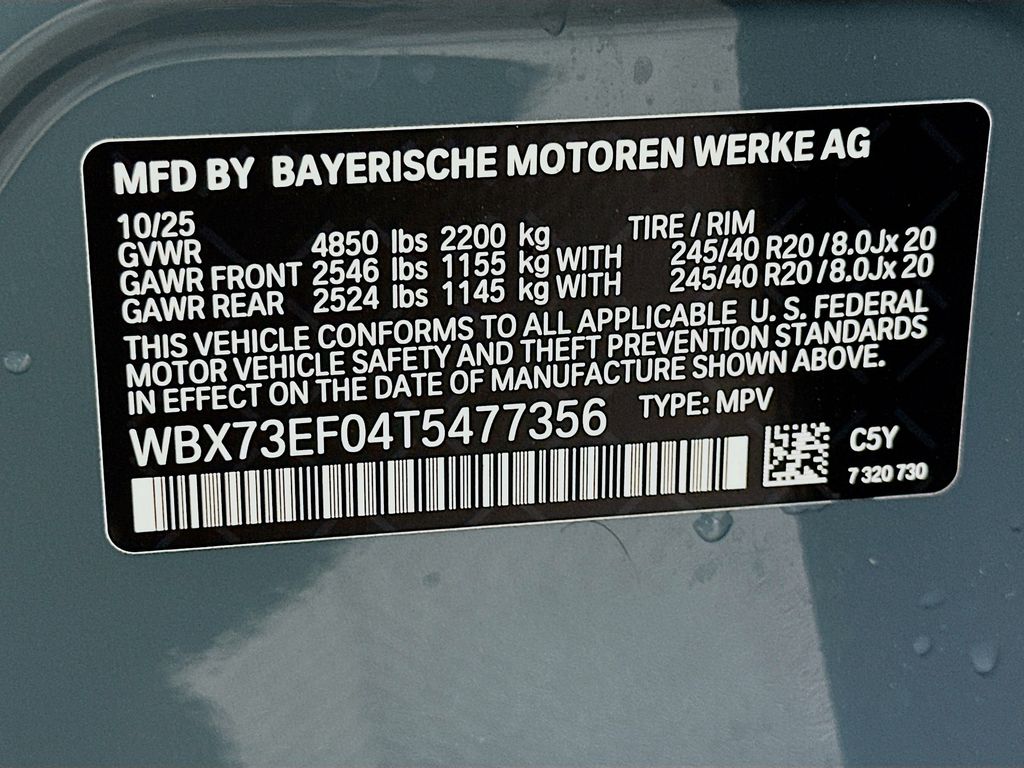 MFD BY BAYERISCHE MOTOREN WERKE AG
10/25 TIRE / RIM
GVWR 4850 lbs 2200 kg
GAWR FRONT 2546 lbs 1155 kg WITH 245/40 R20 / 8.0Jx 20
GAWR REAR 2524 lbs 1145 kg WITH 245/40 R20 / 8.0Jx 20
THIS VEHICLE CONFORMS TO ALL APPLICABLE U. S. FEDERAL
MOTOR VEHICLE SAFETY AND THEFT PREVENTION STANDARDS
IN EFFECT ON THE DATE OF MANUFACTURE SHOWN ABOVE.
WBX73EF04T5477356 TYPE: MPV
C5Y
7 320 730